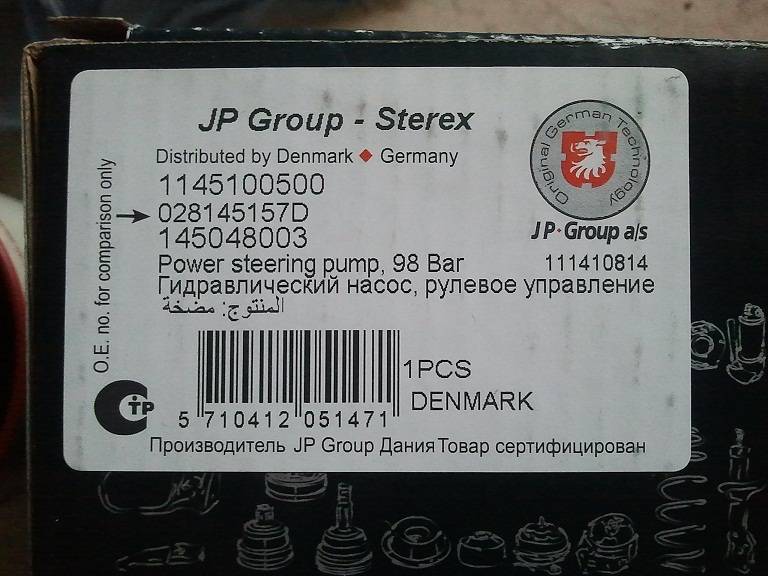 JP Group - Sterex
Distributed by Denmark ♦ Germany
1145100500
O.E. no. for comparison only → 028145157D
145048003
Power steering pump, 98 Bar 111410814
Гидравлический насос, рулевое управление
المنتوج: مضخة
Original German Technology
JP·Group a/s
1PCS
DENMARK
5 710412 051471
CTP
Производитель JP Group Дания Товар сертифицирован